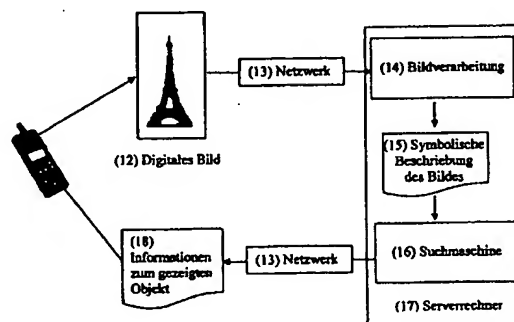 (13) Netzwerk
(14) Bildverarbeitung
(12) Digitales Bild
(15) Symbolische
Beschriebung
des Bildes
(18)
Informationen
zum gezeigten
Objekt
(13) Netzwerk
(16) Suchmaschine
(17) Serverrechner